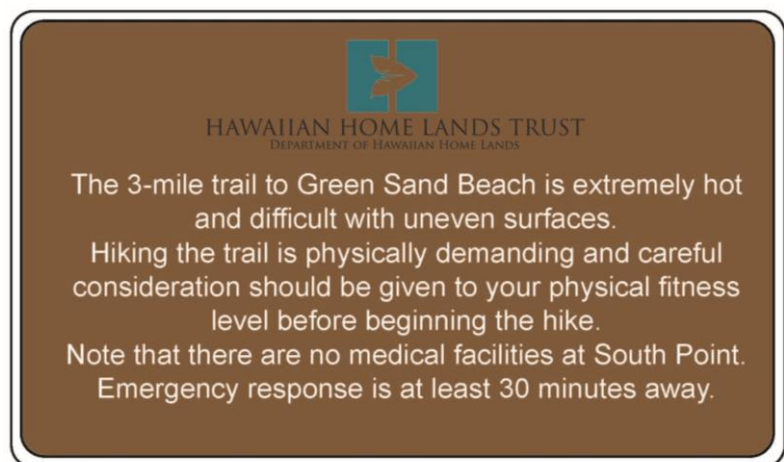 HAWAIIAN HOME LANDS TRUST
DEPARTMENT OF HAWAIIAN HOME LANDS
The 3-mile trail to Green Sand Beach is extremely hot
and difficult with uneven surfaces.
Hiking the trail is physically demanding and careful
consideration should be given to your physical fitness
level before beginning the hike.
Note that there are no medical facilities at South Point.
Emergency response is at least 30 minutes away.